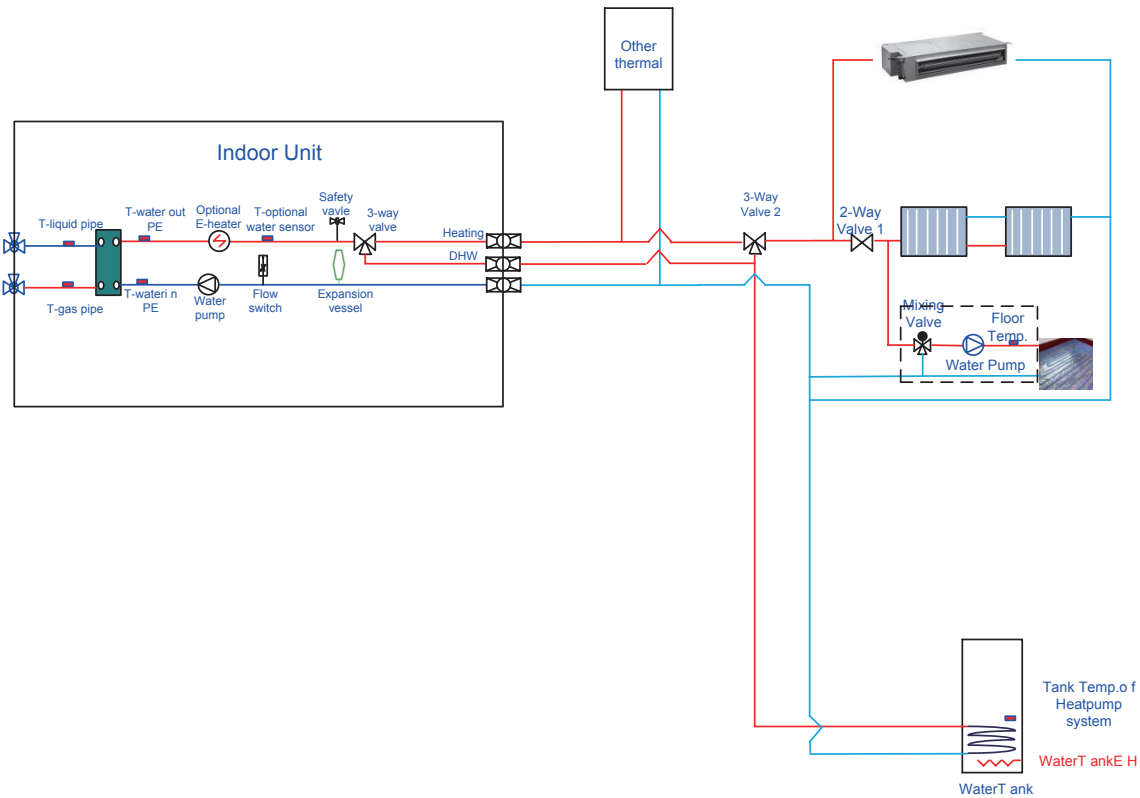 Other
thermal
Indoor Unit
Safety
vavle
3-way
valve
T-water out
PE
Optional
E-heater
T-optional
water sensor
T-liquid pipe
Heating
DHW
T-gas pipe
T-wateri n
PE
Water
pump
Flow
switch
Expansion
vessel
3-Way
Valve 2
2-Way
Valve 1
Mixing
Valve
Floor
Temp.
Water Pump
Tank Temp.o f
Heatpump
system
WaterT ankE H
WaterT ank